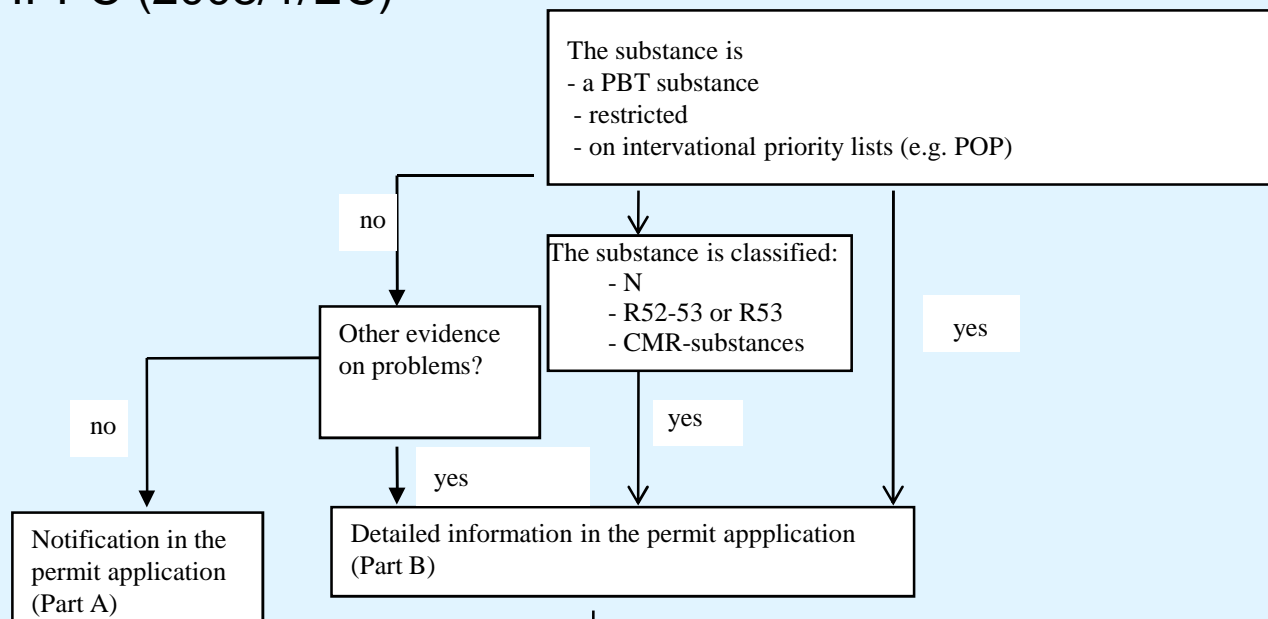 The substance is
- a PBT substance
- restricted
- on intervational priority lists (e.g. POP)
no
The substance is classified:
- N
- R52-53 or R53
- CMR-substances
yes
Other evidence
on problems?
no
yes
yes
Notification in the
permit application
(Part A)
Detailed information in the permit appplication
(Part B)